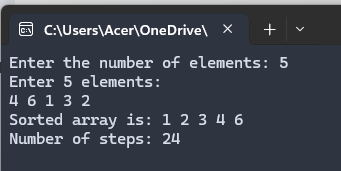 C:\Users\Acer\OneDrive\
Enter the number of elements: 5
Enter 5 elements:
4 6 1 3 2
Sorted array is: 1 2 3 4 6
Number of steps: 24